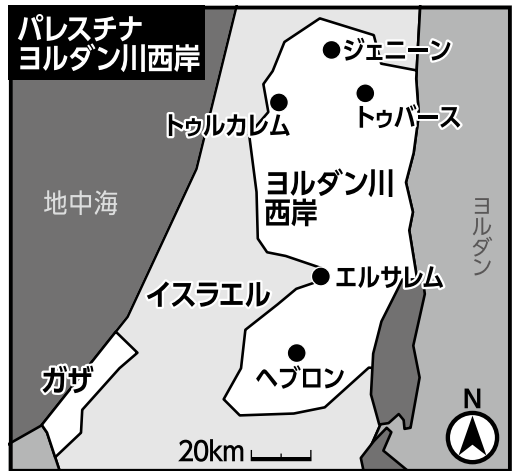 パレスチナ
ヨルダン川西岸
ジェニーン
トゥルカレム
トゥバース
ヨルダン川
西岸
地中海
ヨルダン
エルサレム
イスラエル
ヘブロン
ガザ
N
20km